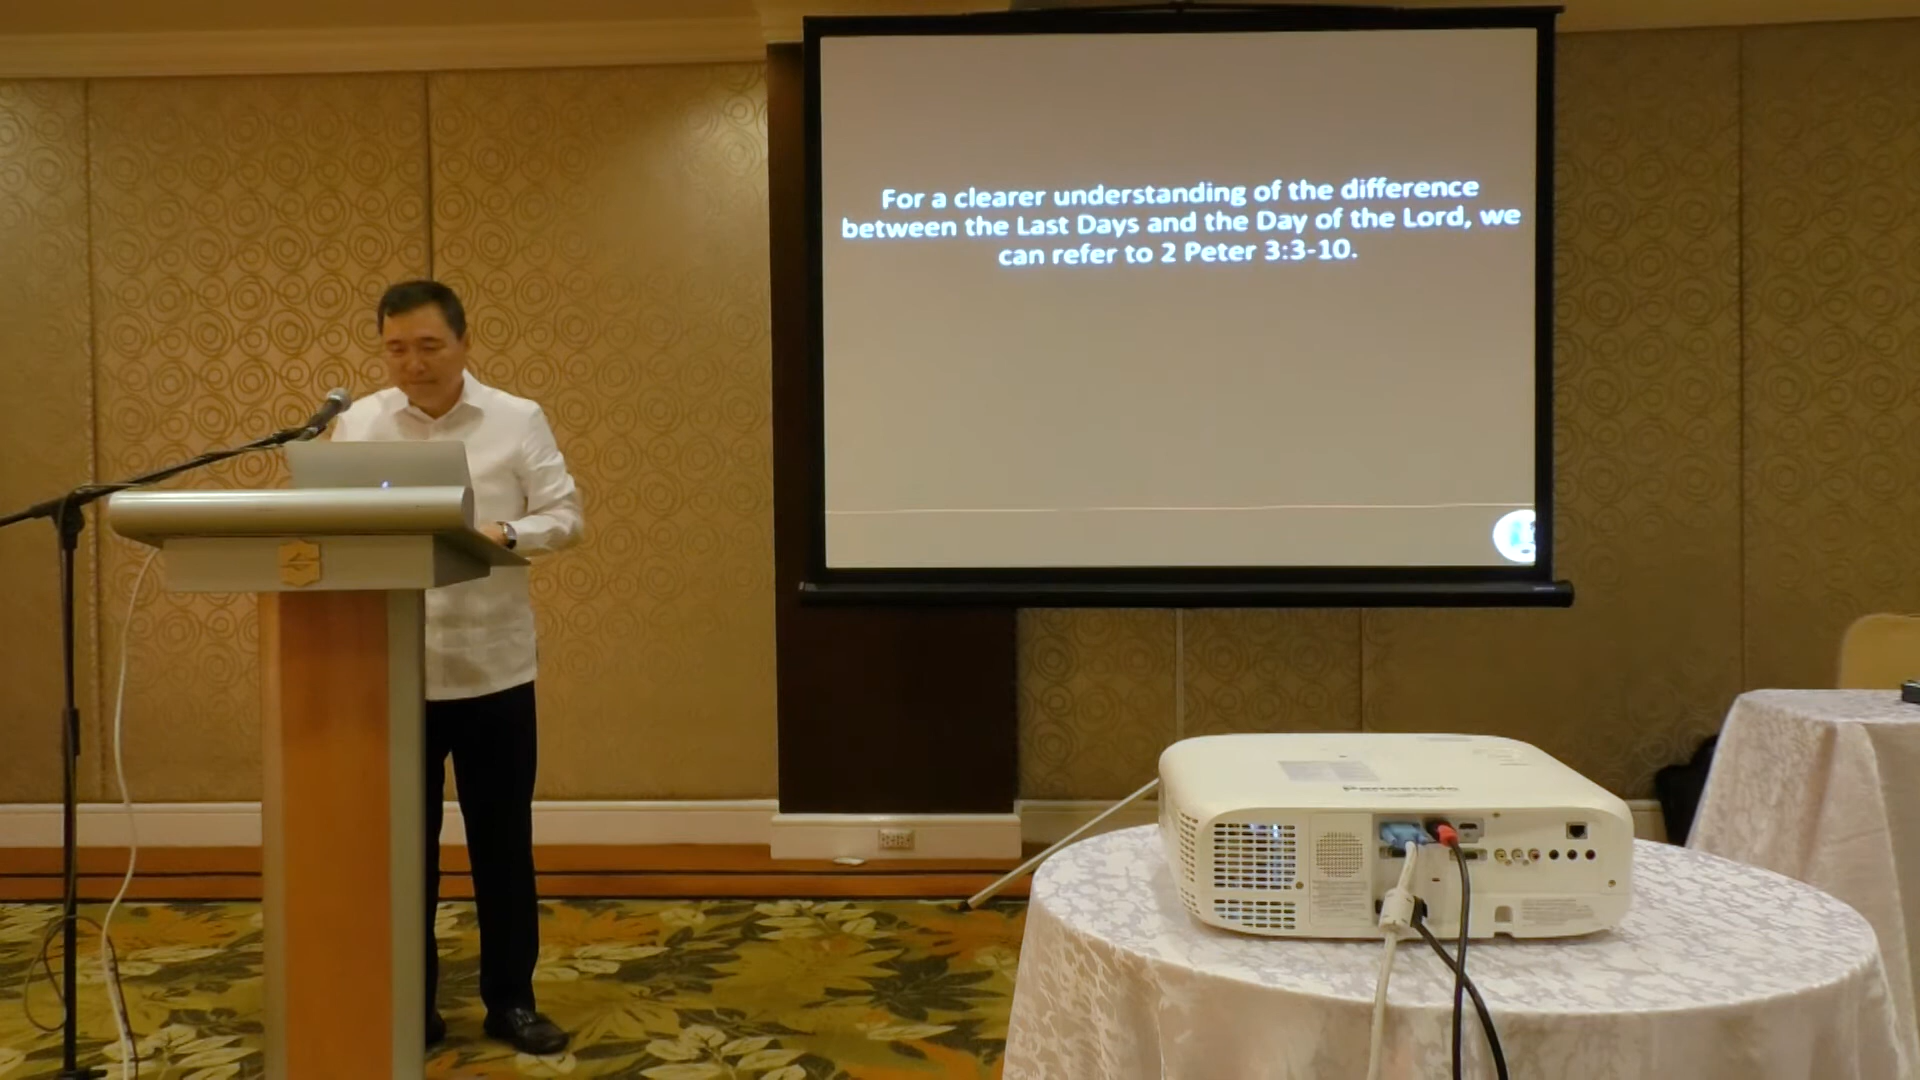 For a clearer understanding of the difference
between the Last Days and the Day of the Lord, we
can refer to 2 Peter 3:3-10.
Panasonic